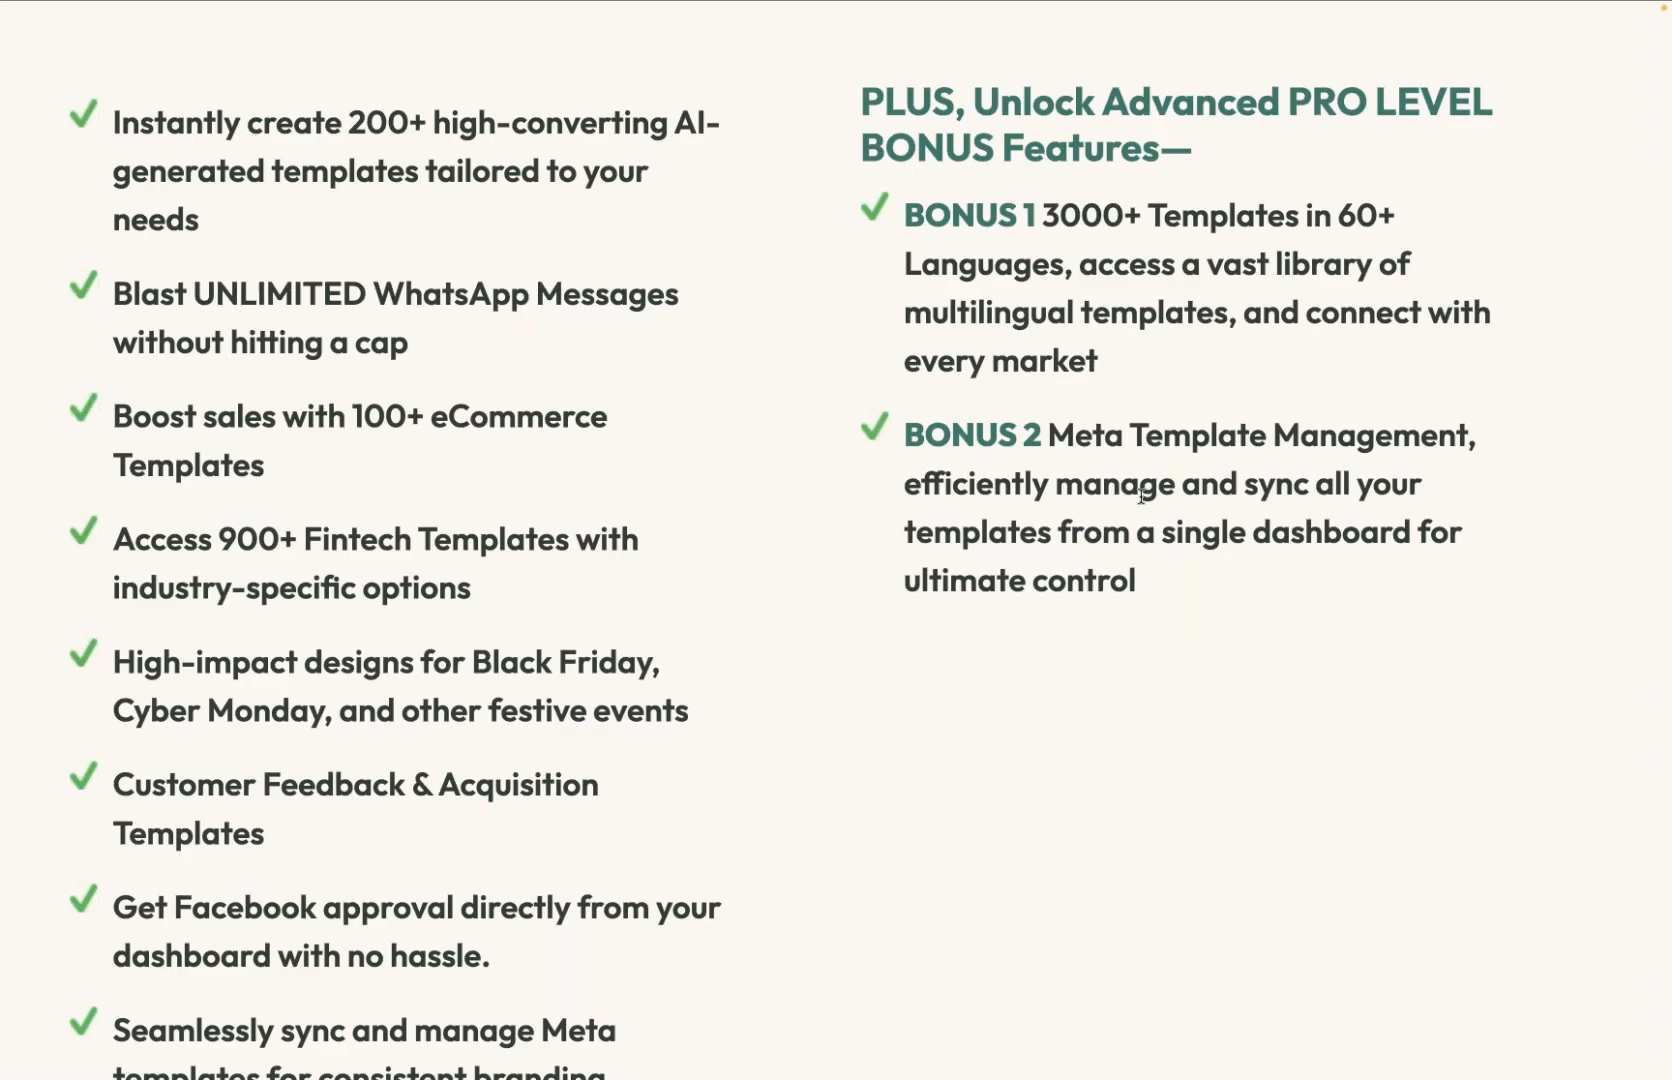 Instantly create 200+ high-converting AI-
generated templates tailored to your
needs
Blast UNLIMITED WhatsApp Messages
without hitting a cap
Boost sales with 100+ eCommerce
Templates
Access 900+ Fintech Templates with
industry-specific options
High-impact designs for Black Friday,
Cyber Monday, and other festive events
Customer Feedback & Acquisition
Templates
Get Facebook approval directly from your
dashboard with no hassle.
Seamlessly sync and manage Meta
templates for consistent branding
PLUS, Unlock Advanced PRO LEVEL
BONUS Features—
BONUS 1 3000+ Templates in 60+
Languages, access a vast library of
multilingual templates, and connect with
every market
BONUS 2 Meta Template Management,
efficiently manage and sync all your
templates from a single dashboard for
ultimate control